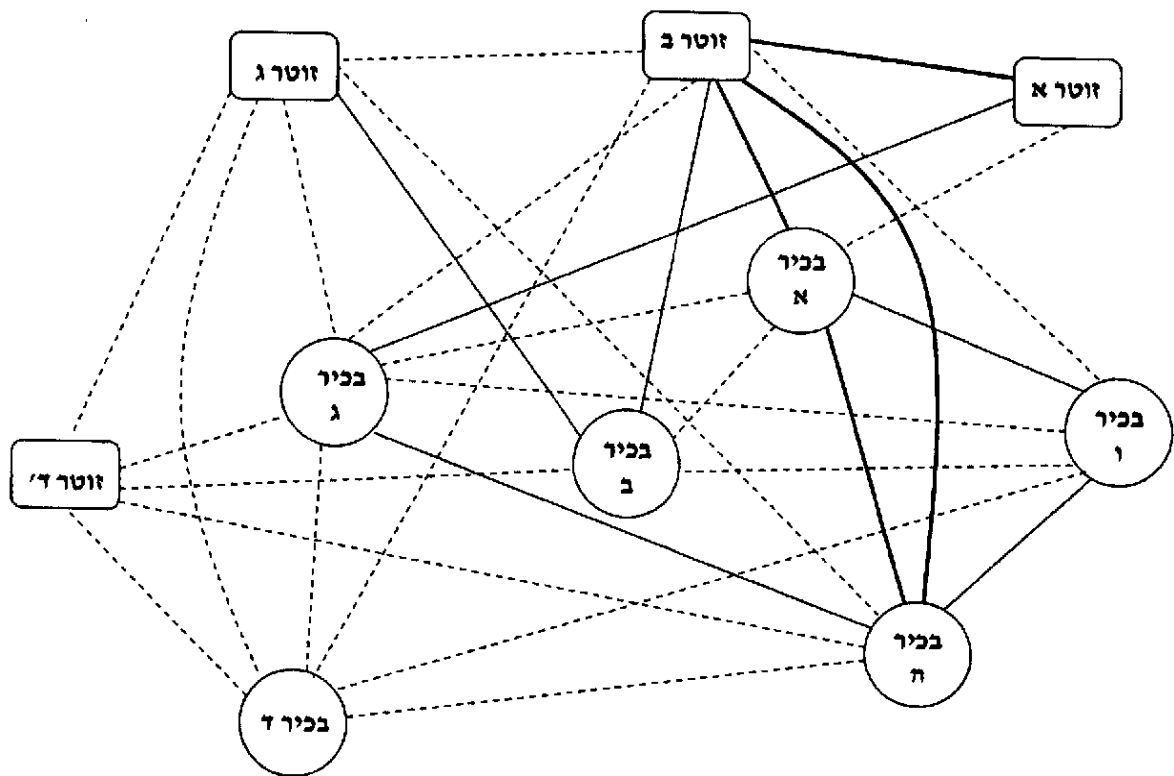 זוטר ב
זוטר ג
זוטר א
בכיר
א
בכיר
ג
בכיר
ו
בכיר
ב
זוטר ד׳
בכיר
ה
בכיר ד